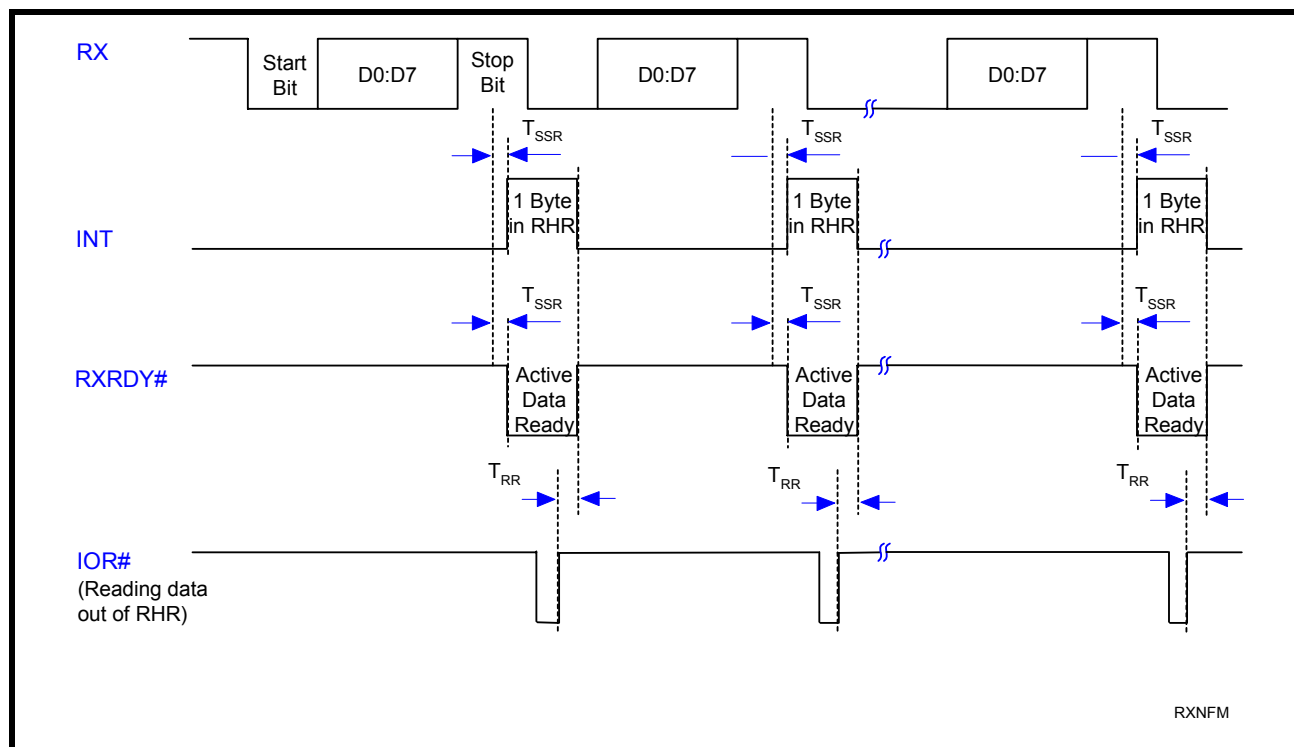 RX
Start
Bit
D0:D7
Stop
Bit
D0:D7
D0:D7
TSSR
TSSR
TSSR
INT
1 Byte
in RHR
1 Byte
in RHR
1 Byte
in RHR
TSSR
TSSR
TSSR
RXRDY#
Active
Data
Ready
Active
Data
Ready
Active
Data
Ready
TRR
TRR
TRR
IOR#
(Reading data
out of RHR)
RXNFM